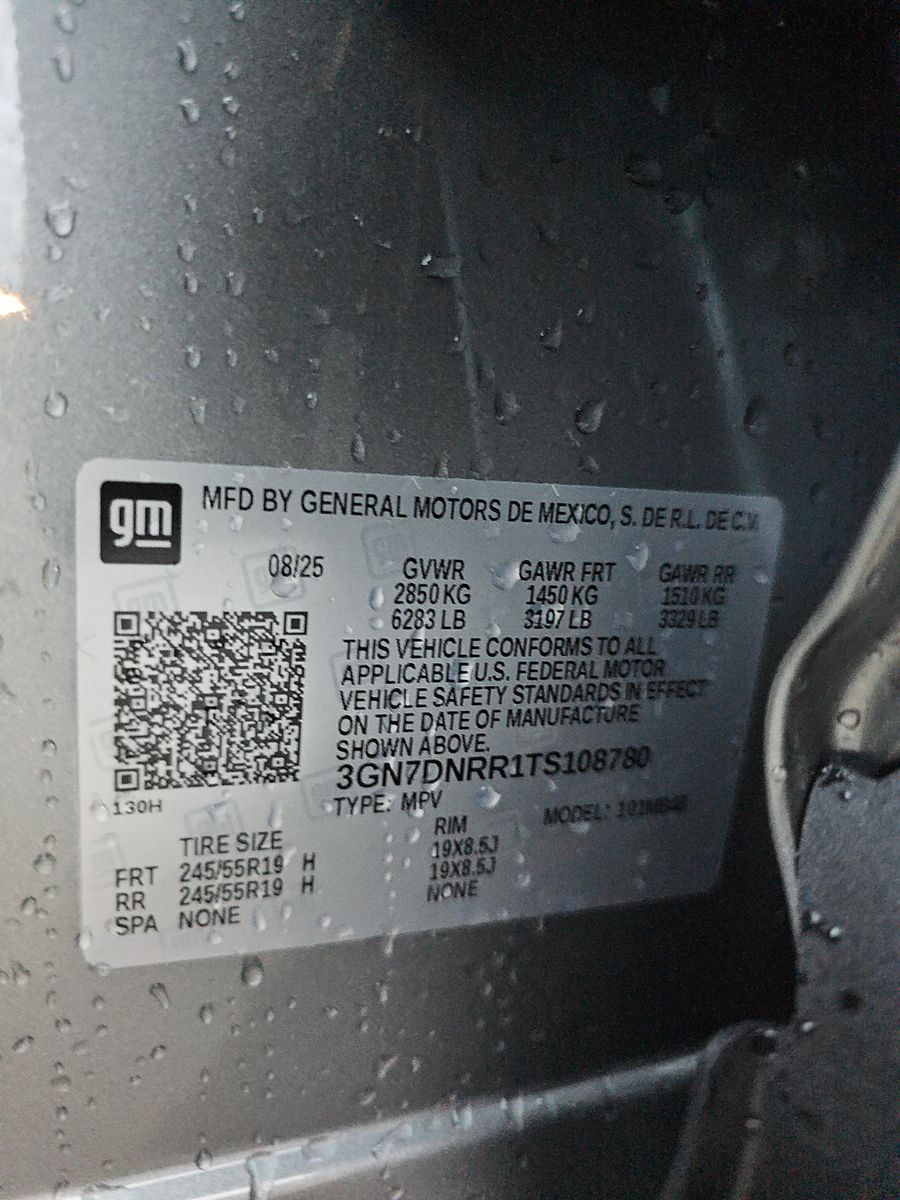 gm
MFD BY GENERAL MOTORS DE MEXICO, S. DE R.L. DE C.V.
08/25 GVWR GAWR FRT GAWR RR
2850 KG 1450 KG 1510 KG
6283 LB 3197 LB 3329 LB
THIS VEHICLE CONFORMS TO ALL
APPLICABLE U.S. FEDERAL MOTOR
VEHICLE SAFETY STANDARDS IN EFFECT
ON THE DATE OF MANUFACTURE
SHOWN ABOVE.
3GN7DNRR1TS108780
130H
TYPE: MPV MODEL:
TIRE SIZE RIM
FRT 245/55R19 H 19X8.5J
RR 245/55R19 H 19X8.5J
SPA NONE NONE